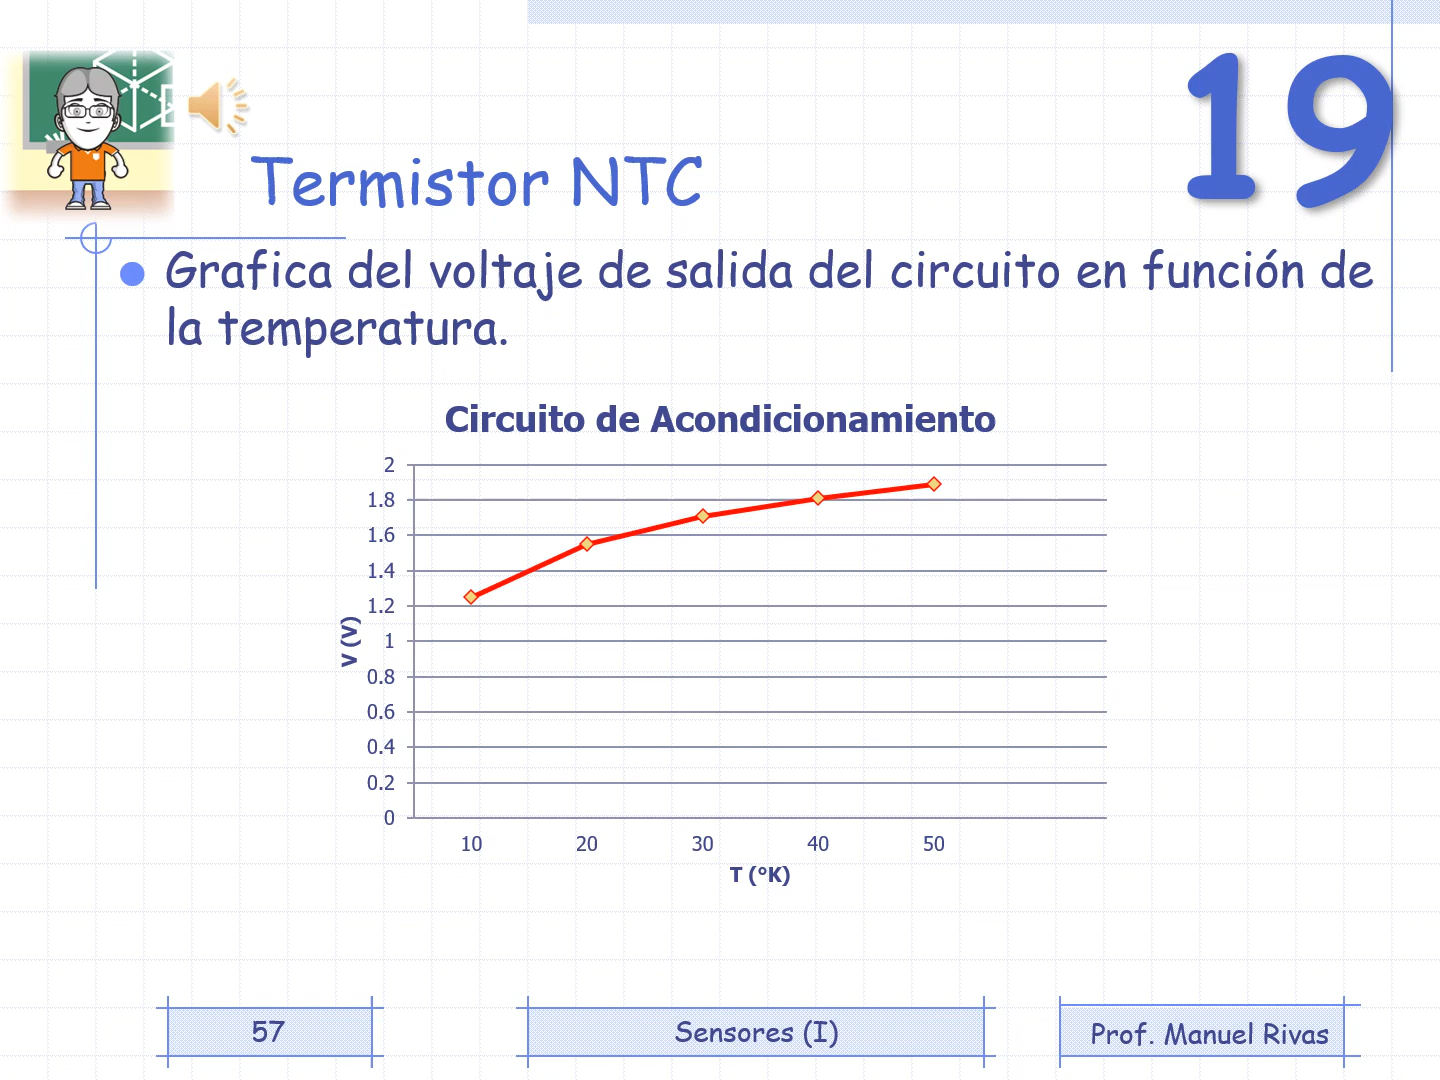 19
Termistor NTC
Grafica del voltaje de salida del circuito en función de
la temperatura.
Circuito de Acondicionamiento
2
1.8
1.6
1.4
1.2
1
0.8
0.6
0.4
0.2
0
V (V)
10 20 30 40 50
T (°K)
57
Sensores (I)
Prof. Manuel Rivas